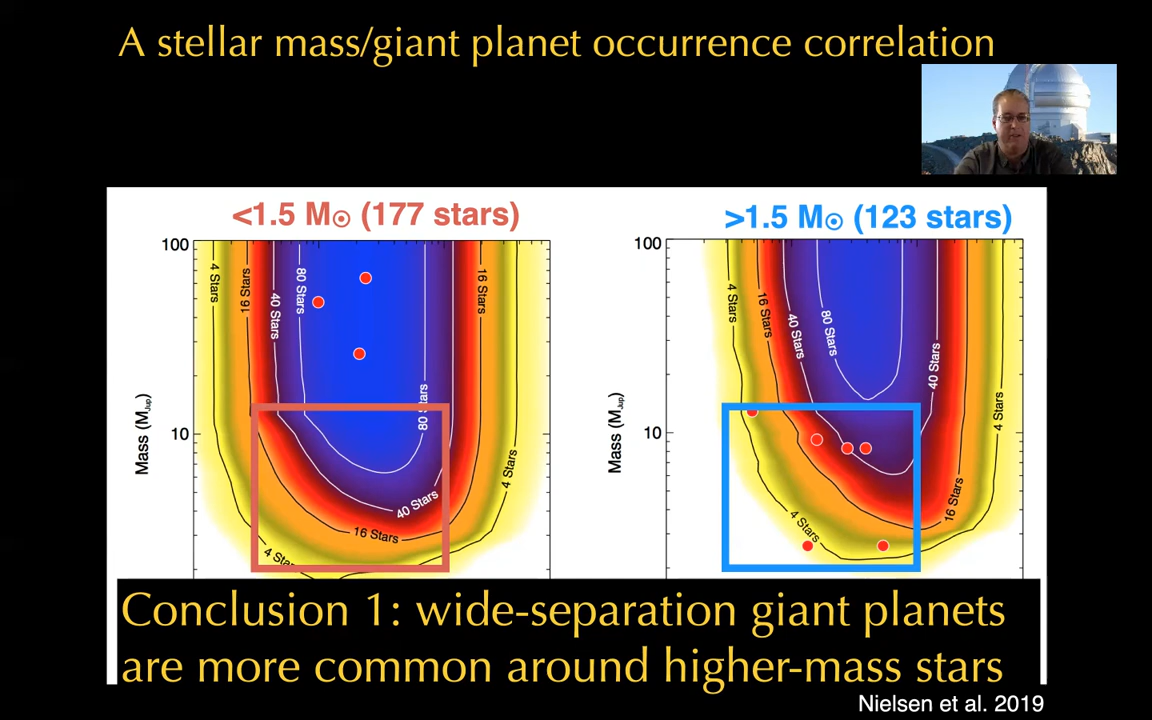 A stellar mass/giant planet occurrence correlation
<1.5 M☉ (177 stars)
100
10
Mass (MJup)
4 Stars
16 Stars
40 Stars
80 Stars
16 Stars
80 Stars
4 Stars
40 Stars
16 Stars
4 Star
>1.5 M☉ (123 stars)
100
10
Mass (MJup)
4 Stars
16 Stars
40 Stars
80 Stars
40 Stars
4 Stars
16 Stars
4 Stars
Conclusion 1: wide-separation giant planets
are more common around higher-mass stars
Nielsen et al. 2019